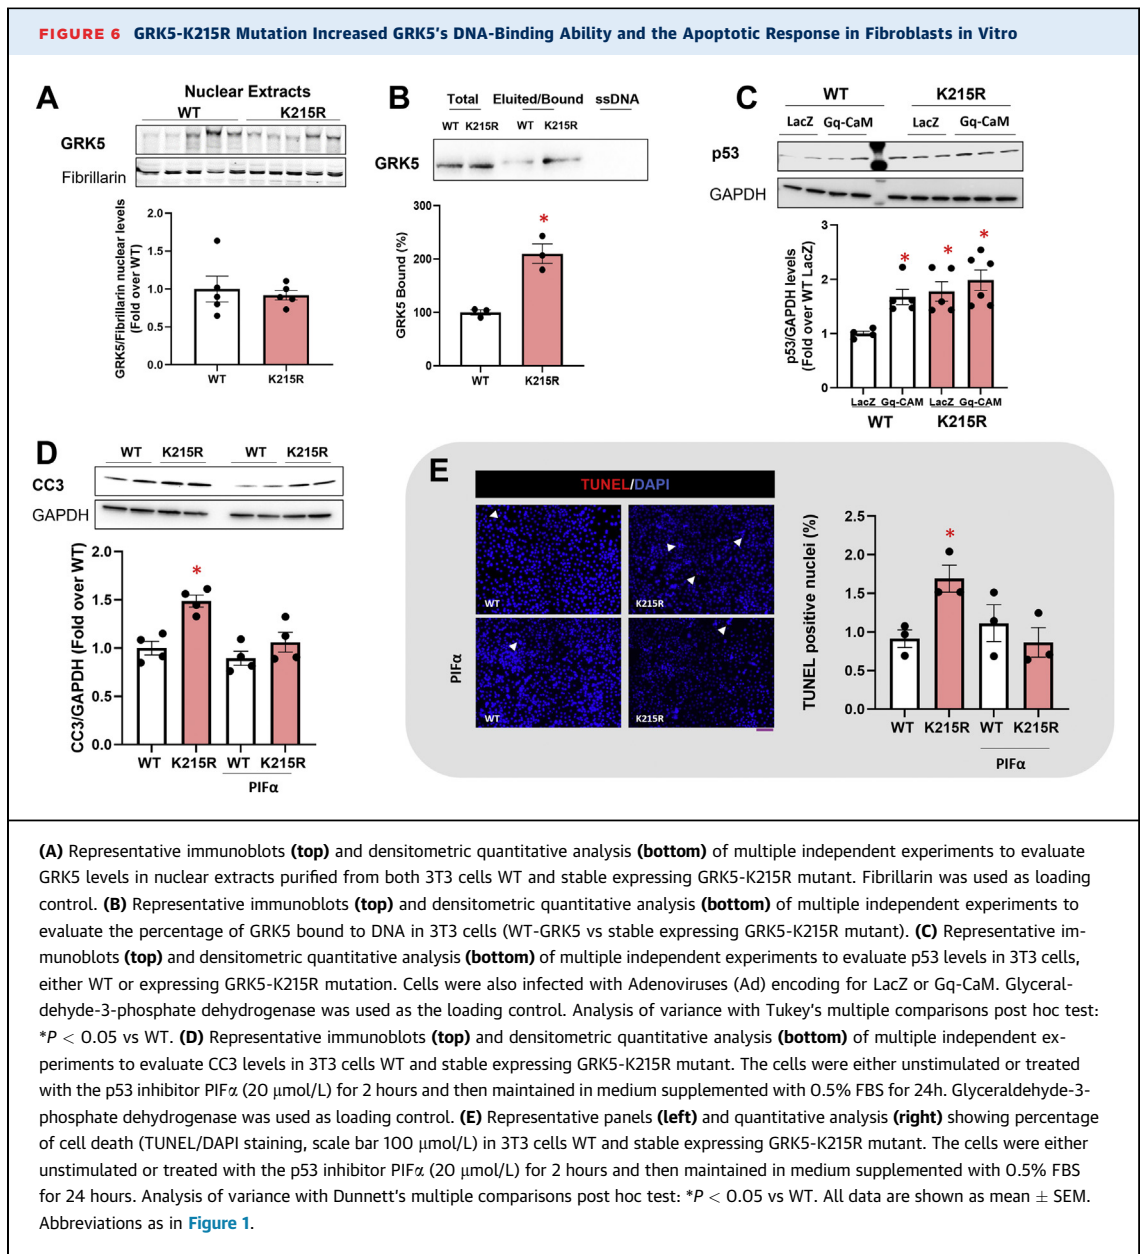 FIGURE 6 GRK5-K215R Mutation Increased GRK5's DNA-Binding Ability and the Apoptotic Response in Fibroblasts in Vitro
A
Nuclear Extracts
WT K215R
GRK5
Fibrillarin
GRK5/Fibrillarin nuclear levels
(Fold over WT)
2.0
1.5
1.0
0.5
0.0
WT K215R
B
Total Eluited/Bound ssDNA
WT K215R WT K215R
GRK5
GRK5 Bound (%)
300
200
100
0
*
WT K215R
C
WT K215R
LacZ Gq-CaM LacZ Gq-CaM
p53
GAPDH
p53/GAPDH levels
(Fold over WT LacZ)
3
2
1
0
* * *
LacZ Gq-CAM LacZ Gq-CAM
WT K215R
D
WT K215R WT K215R
CC3
GAPDH
CC3/GAPDH (Fold over WT)
2.0
1.5
1.0
0.5
0.0
*
WT K215R WT K215R
PIFα
E
TUNEL/DAPI
WT K215R
PIFα
WT K215R
TUNEL positive nuclei (%)
2.5
2.0
1.5
1.0
0.5
0.0
*
WT K215R WT K215R
PIFα
(A) Representative immunoblots (top) and densitometric quantitative analysis (bottom) of multiple independent experiments to evaluate
GRK5 levels in nuclear extracts purified from both 3T3 cells WT and stable expressing GRK5-K215R mutant. Fibrillarin was used as loading
control. (B) Representative immunoblots (top) and densitometric quantitative analysis (bottom) of multiple independent experiments to
evaluate the percentage of GRK5 bound to DNA in 3T3 cells (WT-GRK5 vs stable expressing GRK5-K215R mutant). (C) Representative im-
munoblots (top) and densitometric quantitative analysis (bottom) of multiple independent experiments to evaluate p53 levels in 3T3 cells,
either WT or expressing GRK5-K215R mutation. Cells were also infected with Adenoviruses (Ad) encoding for LacZ or Gq-CaM. Glyceral-
dehyde-3-phosphate dehydrogenase was used as the loading control. Analysis of variance with Tukey's multiple comparisons post hoc test:
*P < 0.05 vs WT. (D) Representative immunoblots (top) and densitometric quantitative analysis (bottom) of multiple independent ex-
periments to evaluate CC3 levels in 3T3 cells WT and stable expressing GRK5-K215R mutant. The cells were either unstimulated or treated
with the p53 inhibitor PIFα (20 μmol/L) for 2 hours and then maintained in medium supplemented with 0.5% FBS for 24h. Glyceraldehyde-3-
phosphate dehydrogenase was used as loading control. (E) Representative panels (left) and quantitative analysis (right) showing percentage
of cell death (TUNEL/DAPI staining, scale bar 100 μmol/L) in 3T3 cells WT and stable expressing GRK5-K215R mutant. The cells were either
unstimulated or treated with the p53 inhibitor PIFα (20 μmol/L) for 2 hours and then maintained in medium supplemented with 0.5% FBS
for 24 hours. Analysis of variance with Dunnett's multiple comparisons post hoc test: *P < 0.05 vs WT. All data are shown as mean ± SEM.
Abbreviations as in Figure 1.